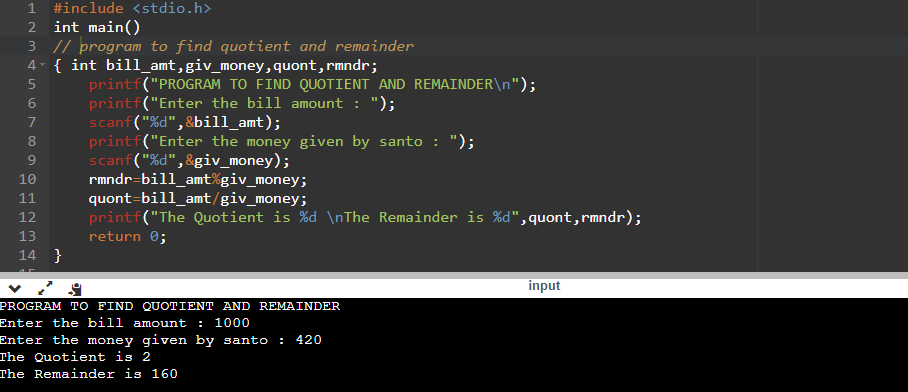 1 #include <stdio.h>
2 int main()
3 // program to find quotient and remainder
4 { int bill_amt,giv_money,quont,rmndr;
5 printf("PROGRAM TO FIND QUOTIENT AND REMAINDER\n");
6 printf("Enter the bill amount : ");
7 scanf("%d",&bill_amt);
8 printf("Enter the money given by santo : ");
9 scanf("%d",&giv_money);
10 rmndr=bill_amt%giv_money;
11 quont=bill_amt/giv_money;
12 printf("The Quotient is %d \nThe Remainder is %d",quont,rmndr);
13 return 0;
14 }
input
PROGRAM TO FIND QUOTIENT AND REMAINDER
Enter the bill amount : 1000
Enter the money given by santo : 420
The Quotient is 2
The Remainder is 160